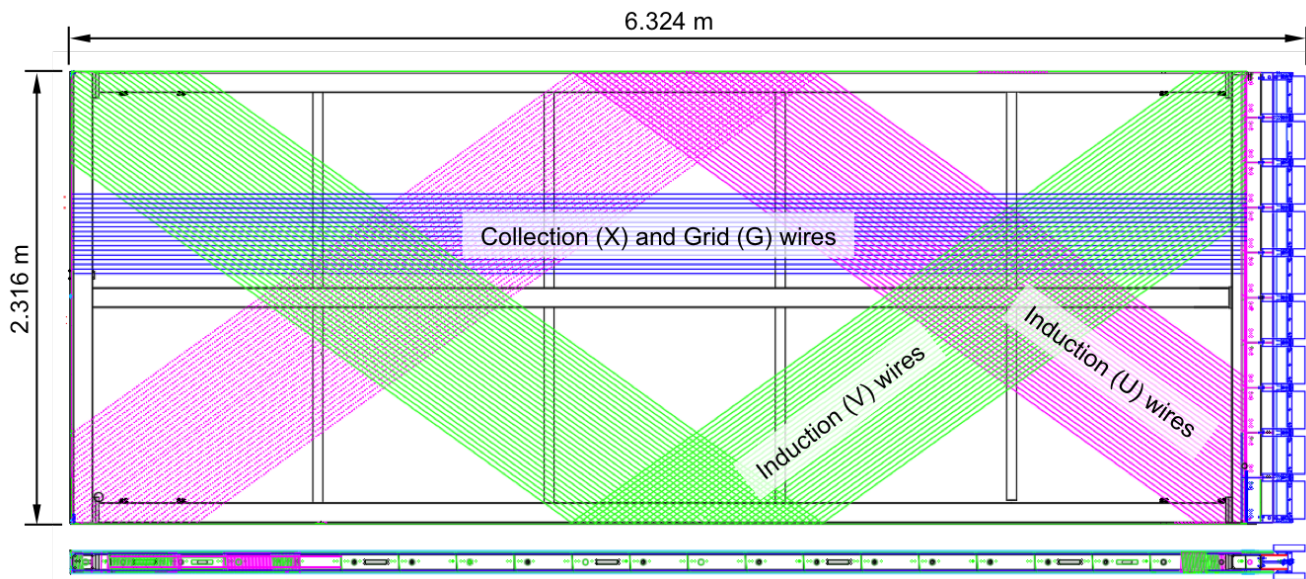 6.324 m
2.316 m
Collection (X) and Grid (G) wires
Induction (V) wires
Induction (U) wires